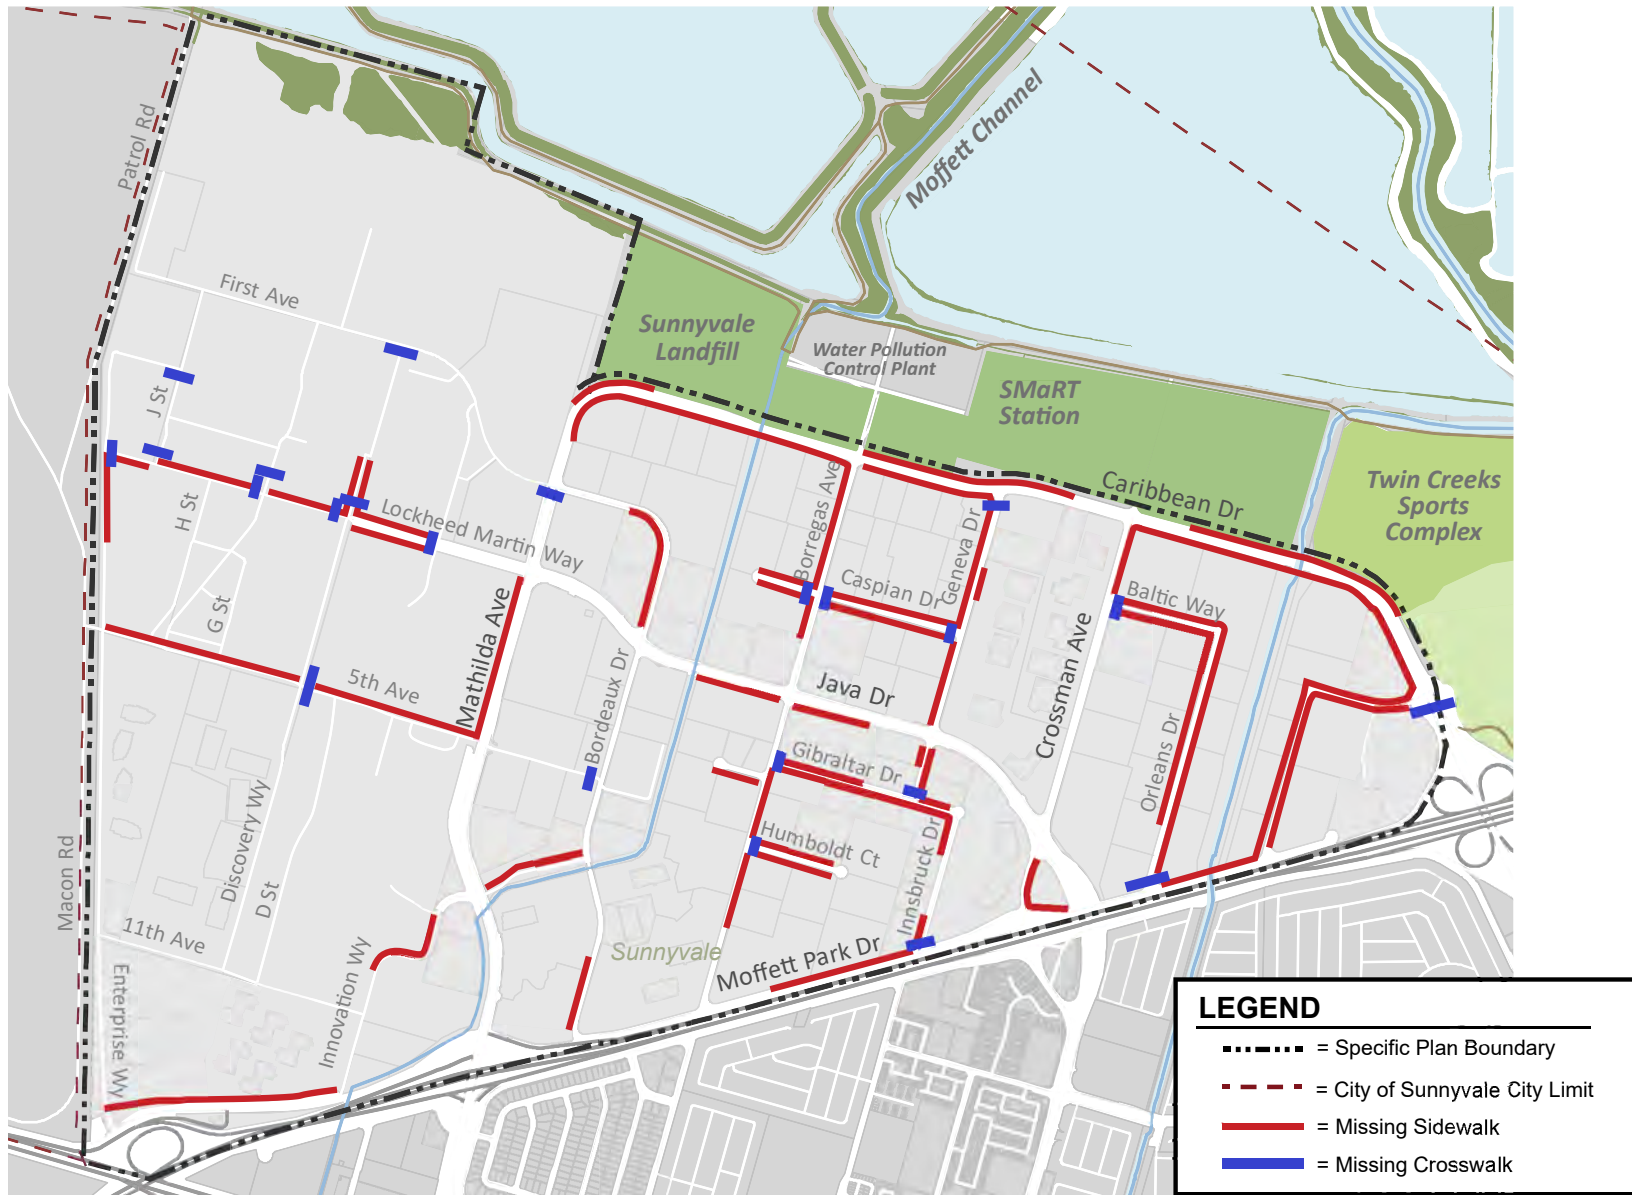 Patrol Rd
Moffett Channel
First Ave
Sunnyvale
Landfill
Water Pollution
Control Plant
SMaRT
Station
J St
Caribbean Dr
Twin Creeks
Sports
Complex
H St
Lockheed Martin Way
Borregas Ave
Geneva Dr
Caspian Dr
Baltic Way
G St
Mathilda Ave
5th Ave
Bordeaux Dr
Java Dr
Crossman Ave
Orleans Dr
Gibraltar Dr
Humboldt Ct
Innsbruck Dr
Discovery Wy
D St
Macon Rd
11th Ave
Enterprise Wy
Innovation Wy
Sunnyvale
Moffett Park Dr
LEGEND
= Specific Plan Boundary
= City of Sunnyvale City Limit
= Missing Sidewalk
= Missing Crosswalk